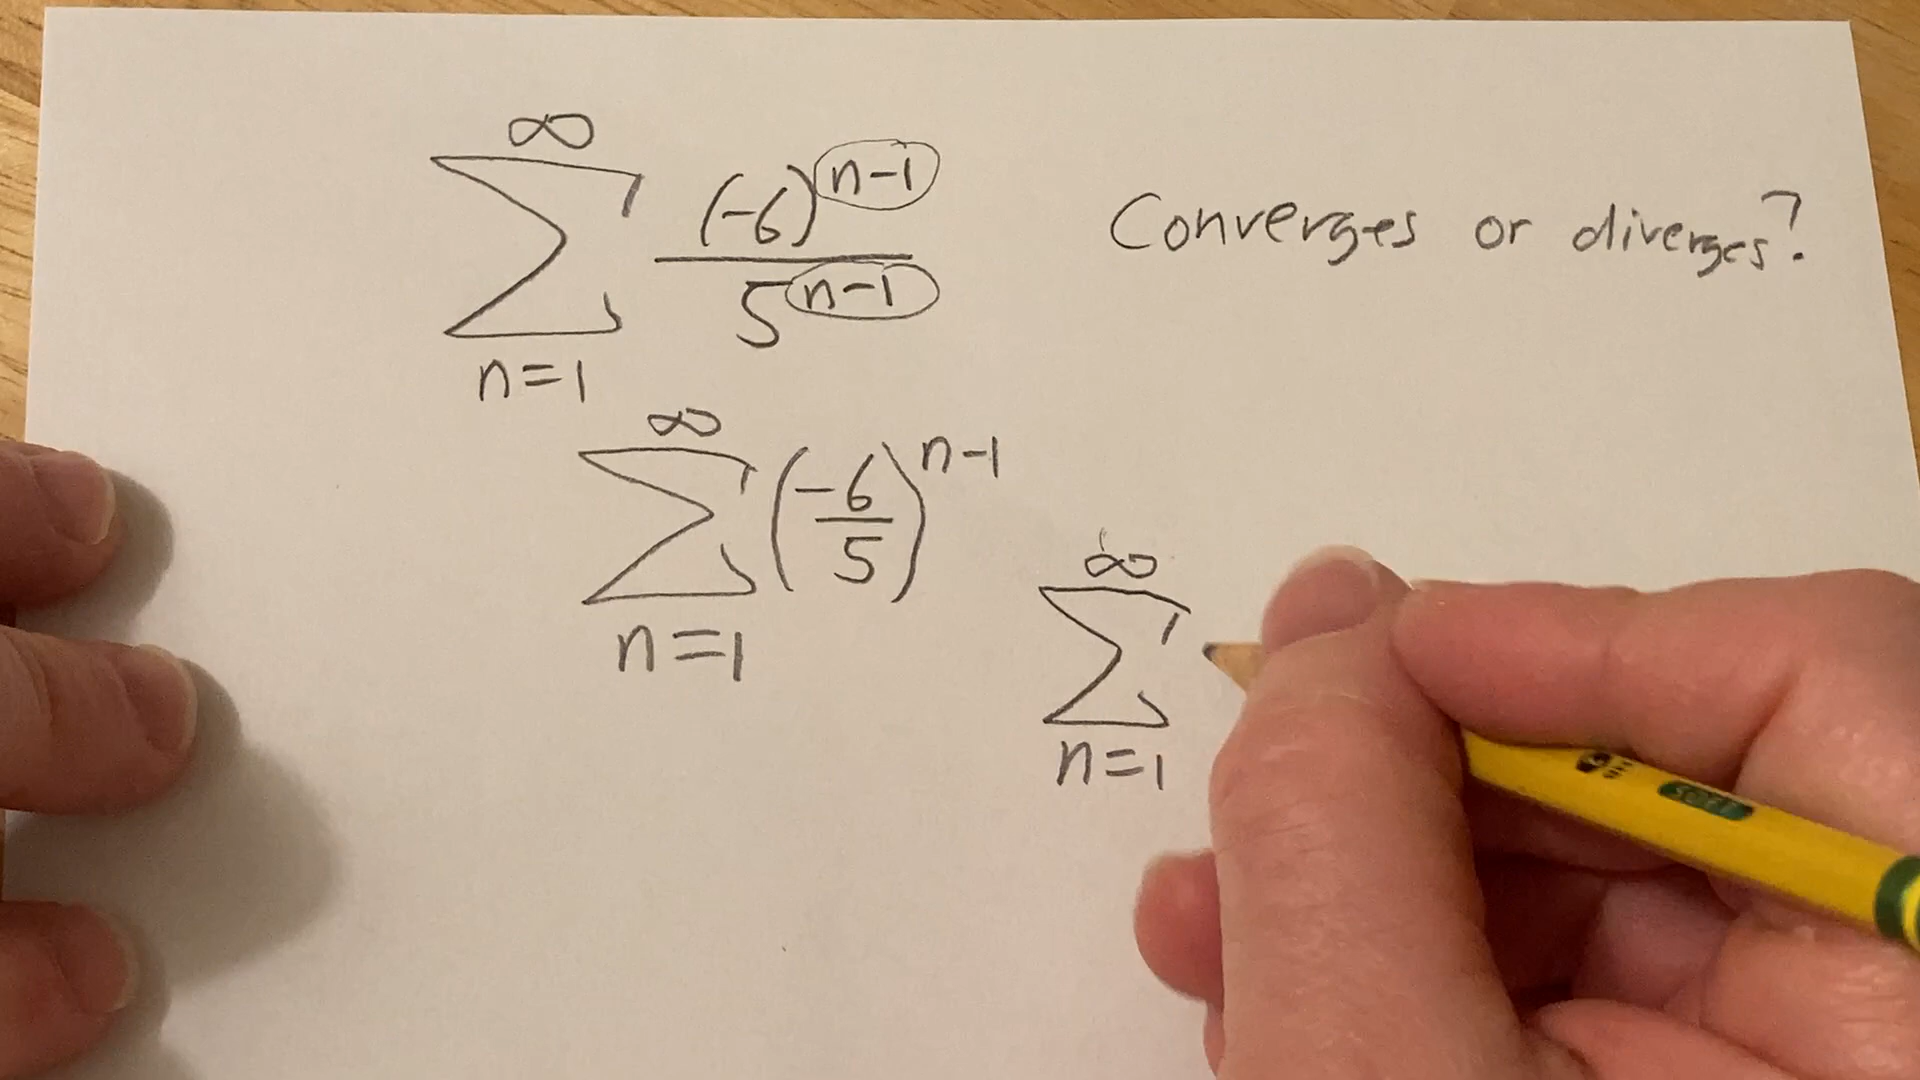 ∞
∑ (-6)^(n-1) / 5^(n-1) Converges or diverges?
n=1
∞
∑ (-6/5)^(n-1)
n=1
∞
∑
n=1